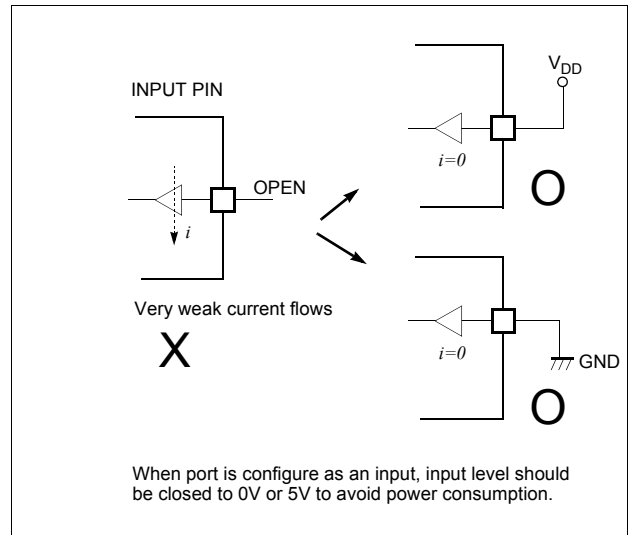 INPUT PIN
OPEN
i
Very weak current flows
X
VDD
i=0
O
i=0
GND
O
When port is configure as an input, input level should
be closed to 0V or 5V to avoid power consumption.